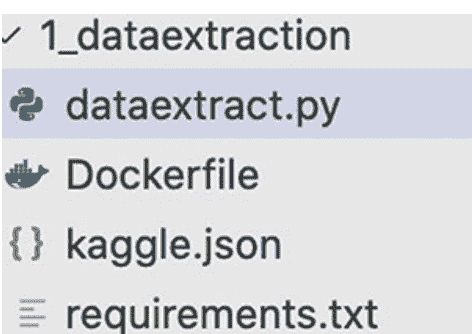 1_dataextraction
dataextract.py
Dockerfile
kaggle.json
requirements.txt